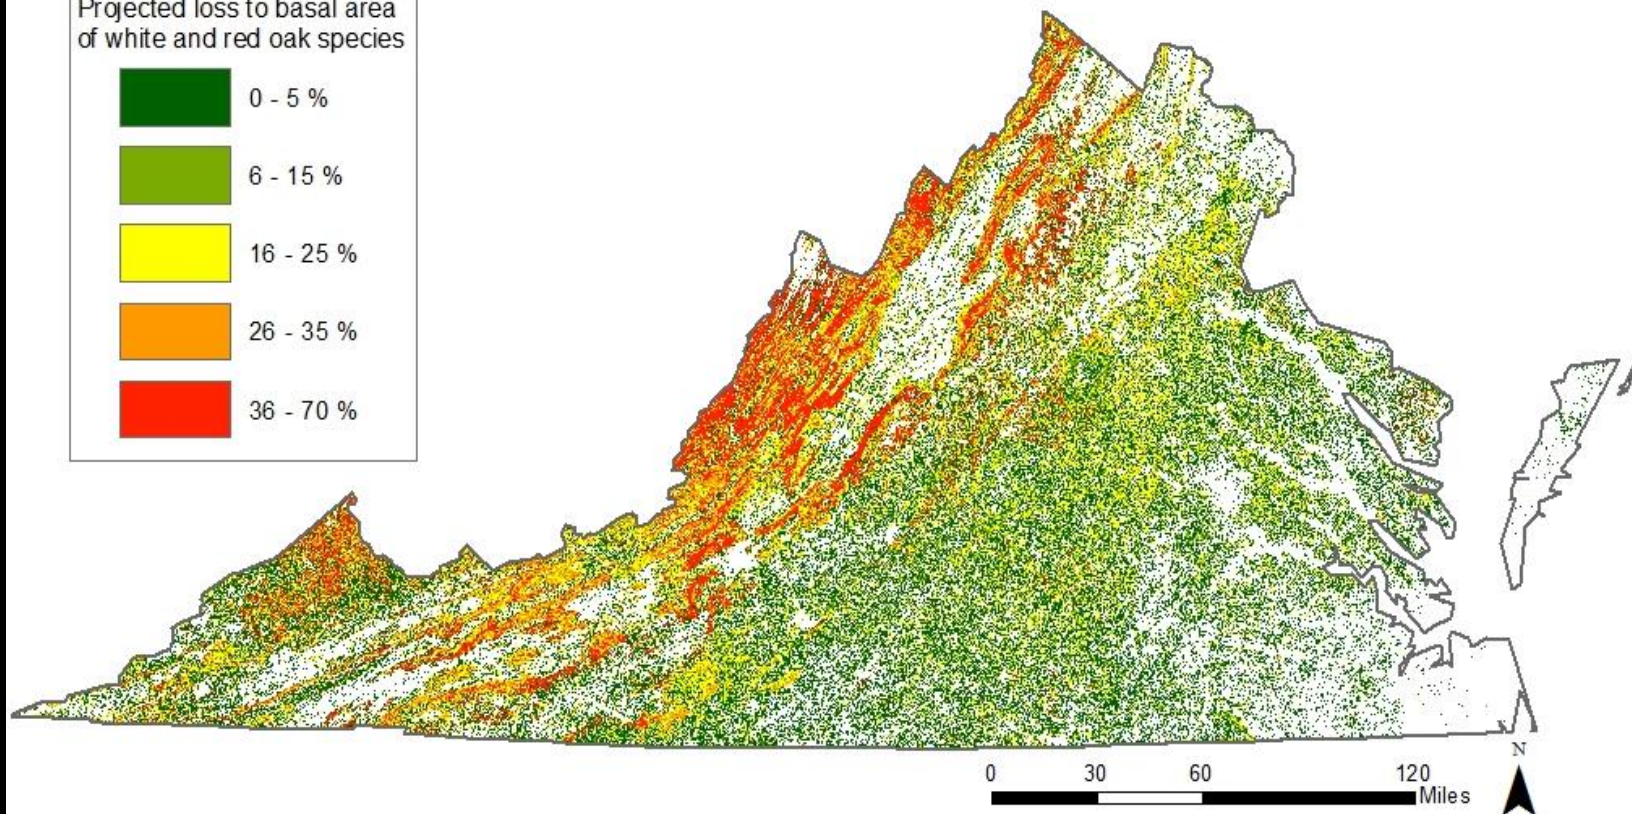 Projected loss to basal area
of white and red oak species
0 - 5 %
6 - 15 %
16 - 25 %
26 - 35 %
36 - 70 %
0 30 60 120
Miles
N